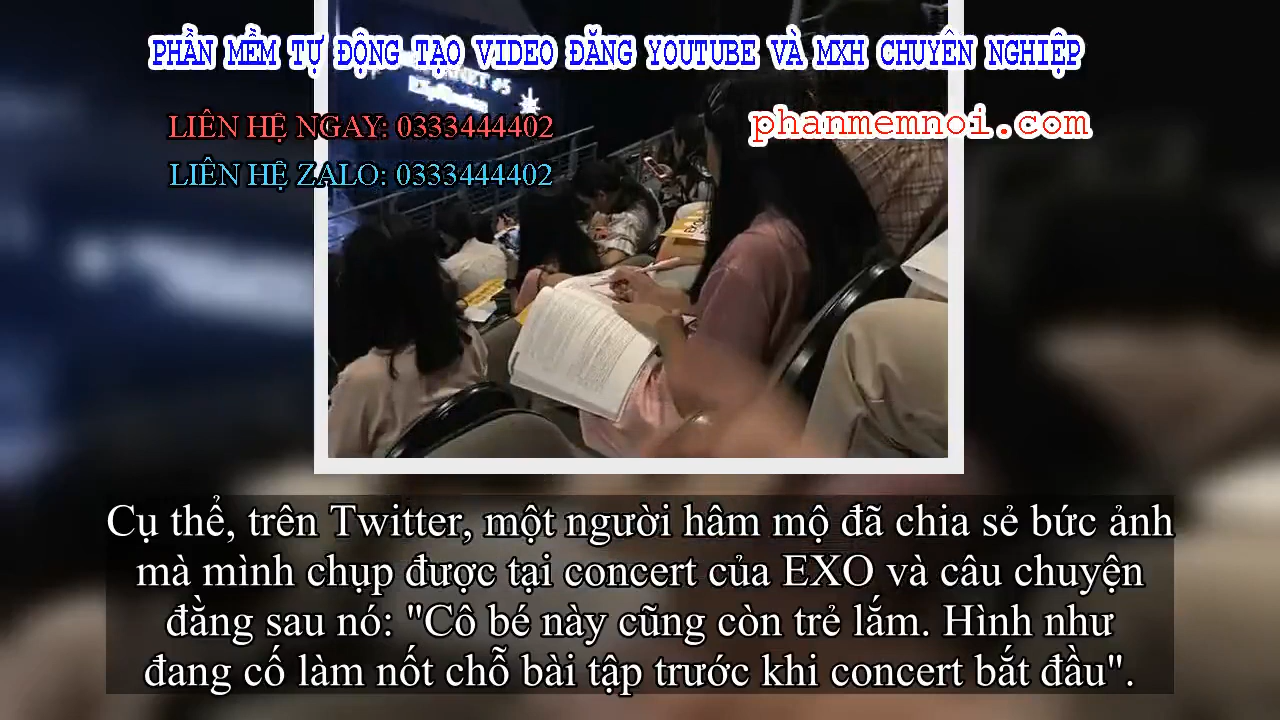 PHẦN MỀM TỰ ĐỘNG TẠO VIDEO ĐĂNG YOUTUBE VÀ MXH CHUYÊN NGHIỆP
#5
EXplOration
LIÊN HỆ NGAY: 0333444402
phanmemnoi.com
LIÊN HỆ ZALO: 0333444402
Cụ thể, trên Twitter, một người hâm mộ đã chia sẻ bức ảnh
mà mình chụp được tại concert của EXO và câu chuyện
đằng sau nó: "Cô bé này cũng còn trẻ lắm. Hình như
đang cố làm nốt chỗ bài tập trước khi concert bắt đầu".